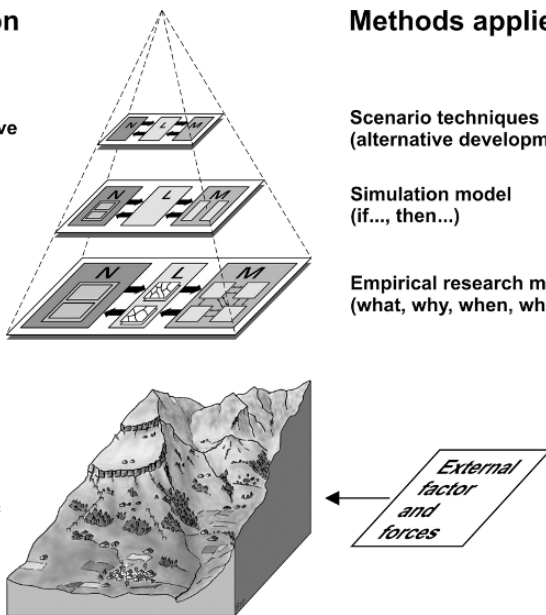 on
Methods applie
ve
N L M
Scenario techniques
(alternative developm
N L M
Simulation model
(if..., then...)
N L M
Empirical research m
(what, why, when, wh
External
factor
and
forces